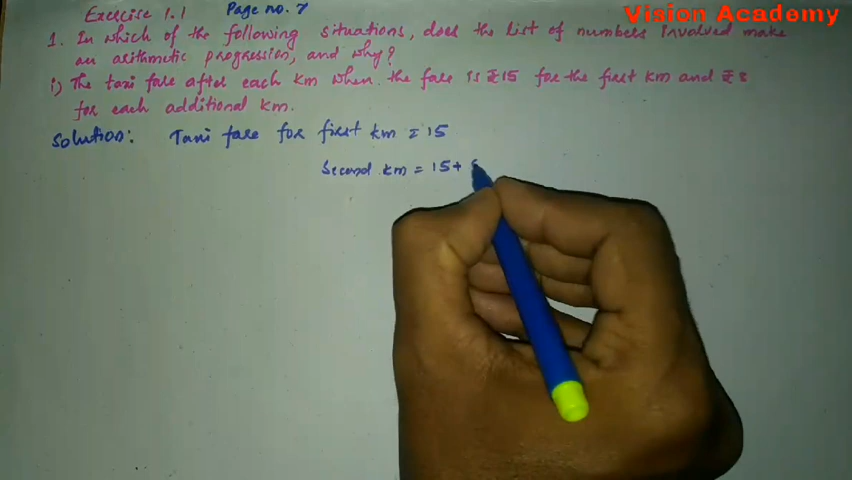 Exercise 1.1 Page no. 7
Vision Academy
1. In which of the following situations, does the list of numbers involved make
an arithmetic progression, and why?
i) The taxi fare after each km when the fare is ₹15 for the first km and ₹8
for each additional km.
Solution: Taxi fare for first km = 15
Second km = 15+